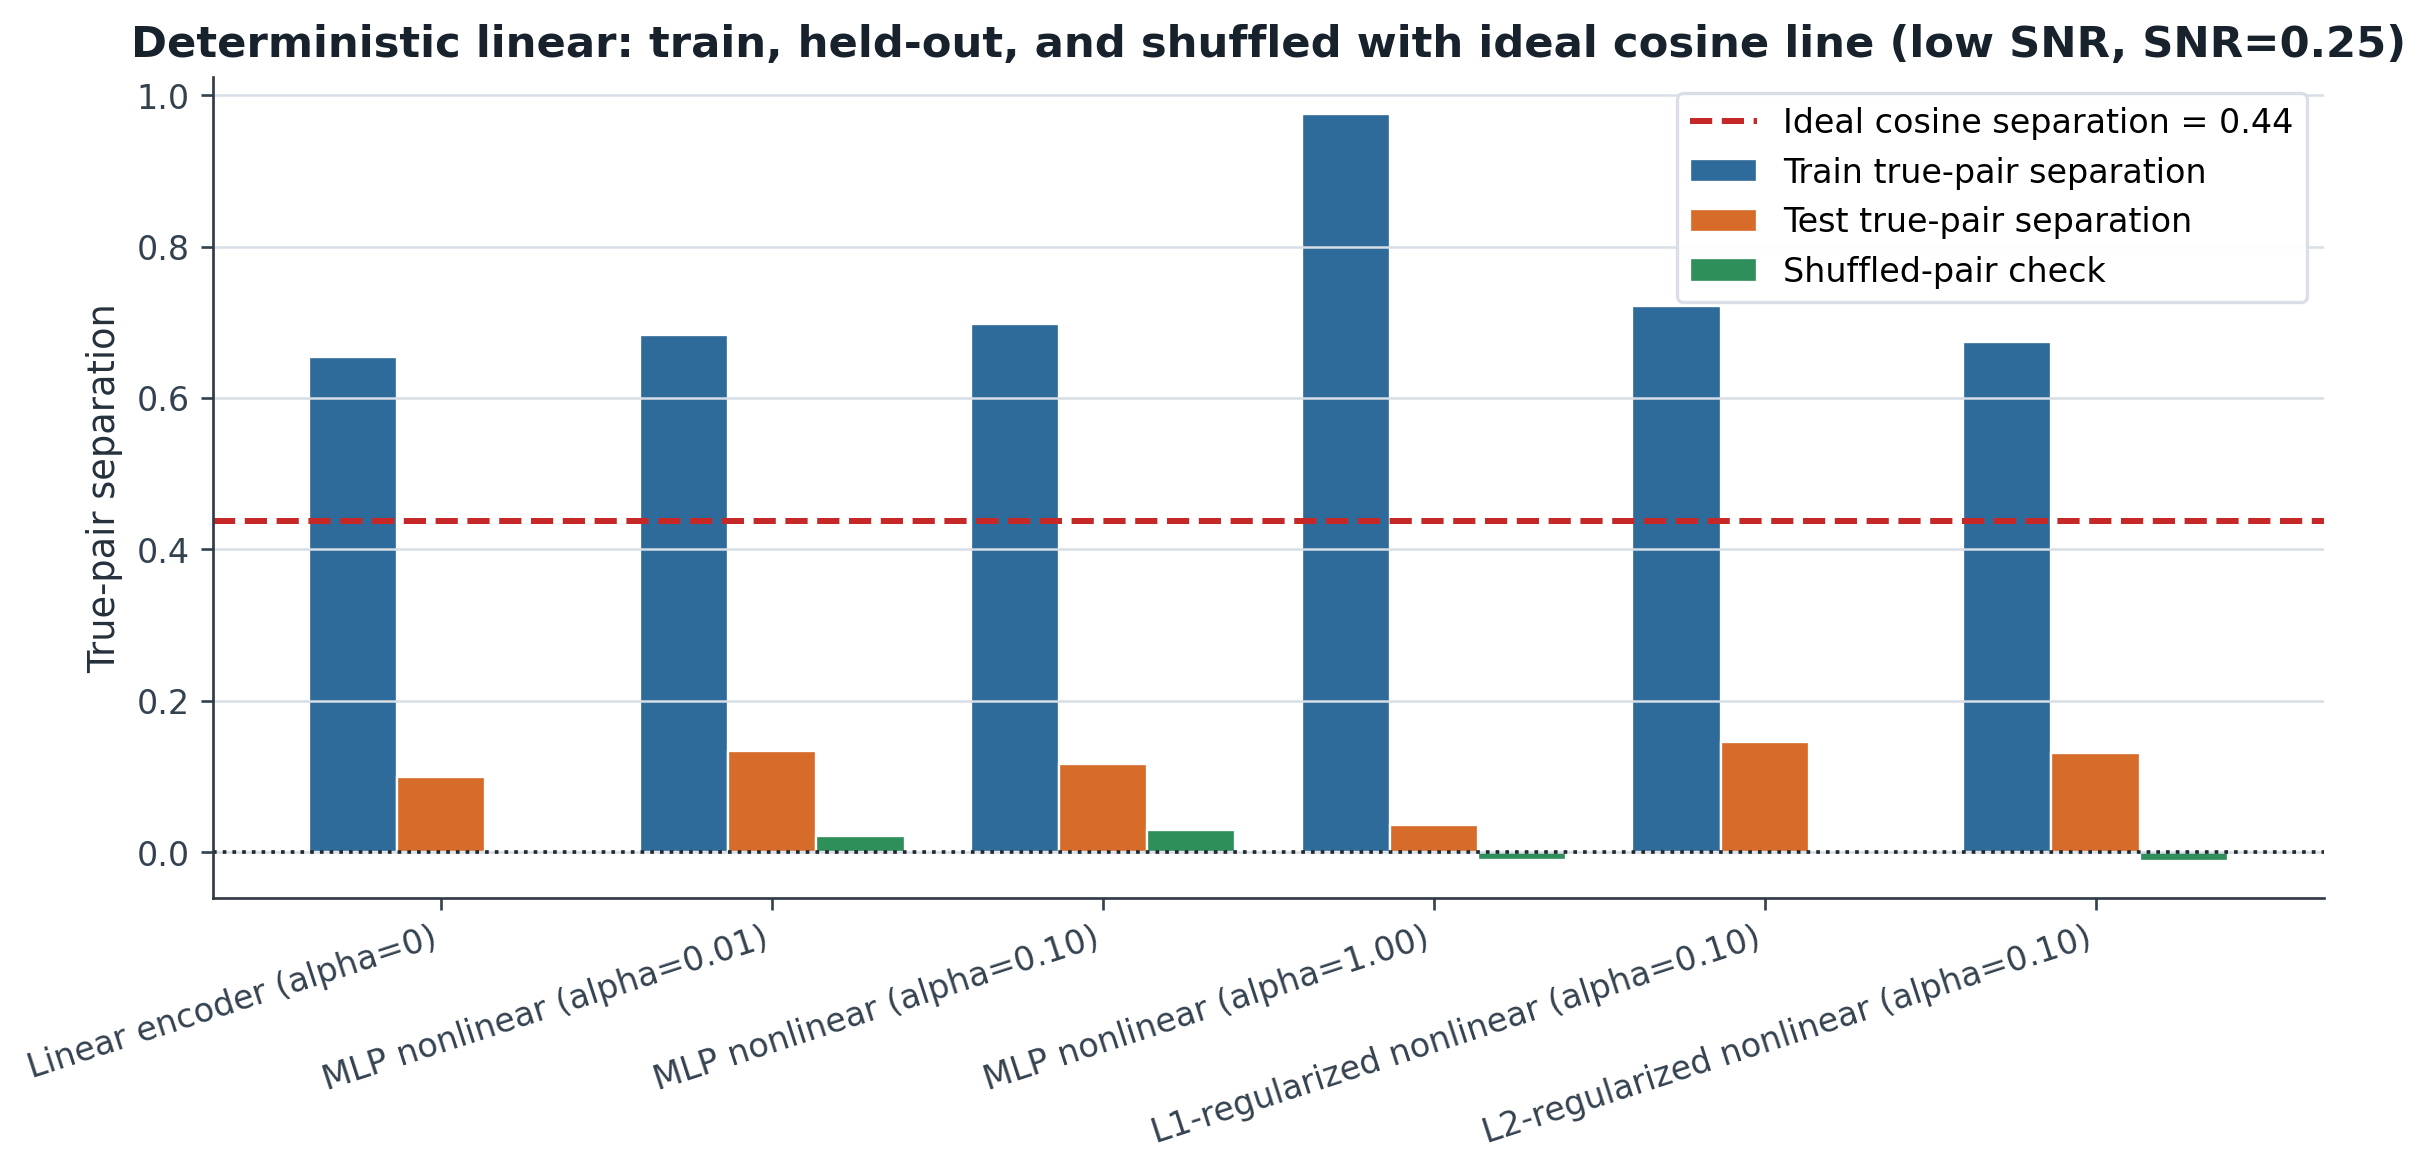 Deterministic linear: train, held-out, and shuffled with ideal cosine line (low SNR, SNR=0.25)
Ideal cosine separation = 0.44
Train true-pair separation
Test true-pair separation
Shuffled-pair check
True-pair separation
1.0
0.8
0.6
0.4
0.2
0.0
Linear encoder (alpha=0)
MLP nonlinear (alpha=0.01)
MLP nonlinear (alpha=0.10)
MLP nonlinear (alpha=1.00)
L1-regularized nonlinear (alpha=0.10)
L2-regularized nonlinear (alpha=0.10)